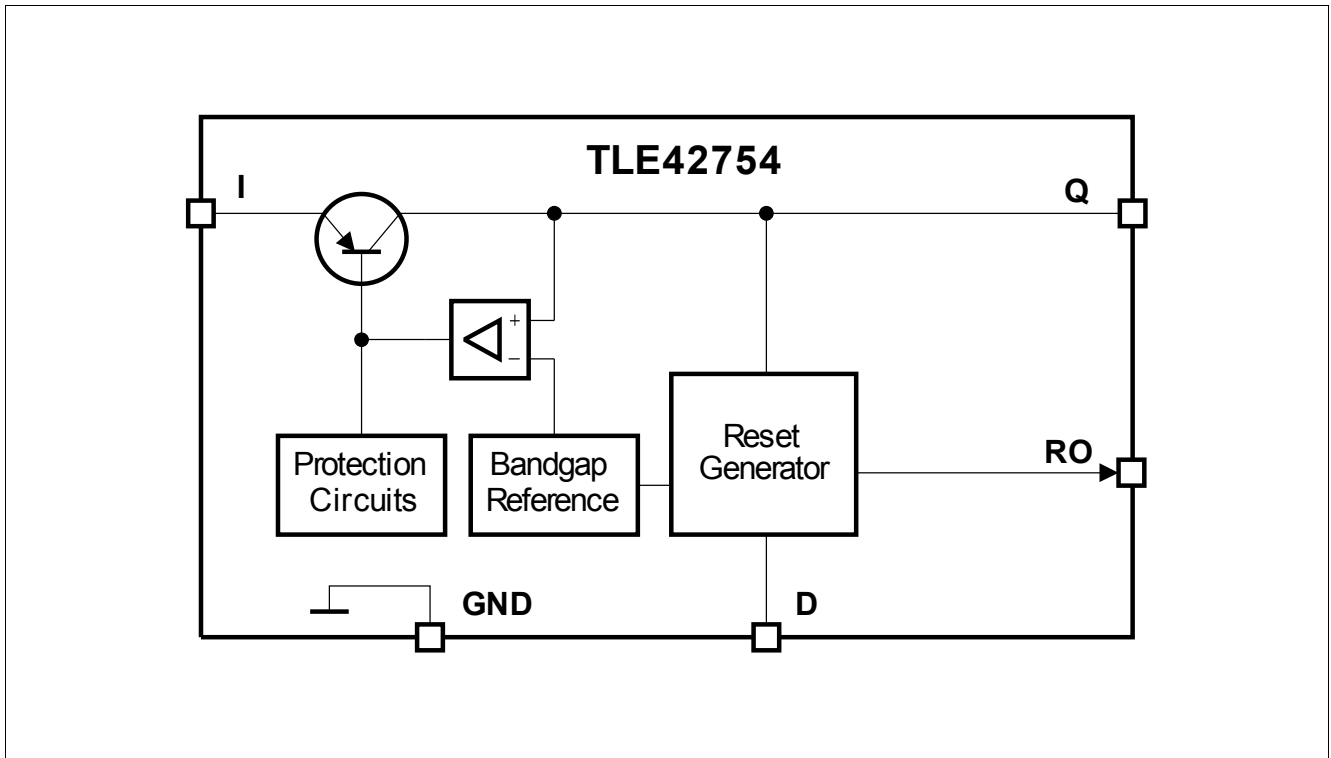 TLE42754
I
Q
+
−
Protection
Circuits
Bandgap
Reference
Reset
Generator
RO
GND
D